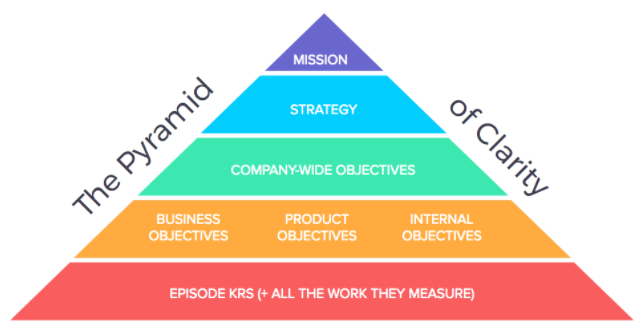 The Pyramid
of Clarity
MISSION
STRATEGY
COMPANY-WIDE OBJECTIVES
BUSINESS
OBJECTIVES
PRODUCT
OBJECTIVES
INTERNAL
OBJECTIVES
EPISODE KRS (+ ALL THE WORK THEY MEASURE)